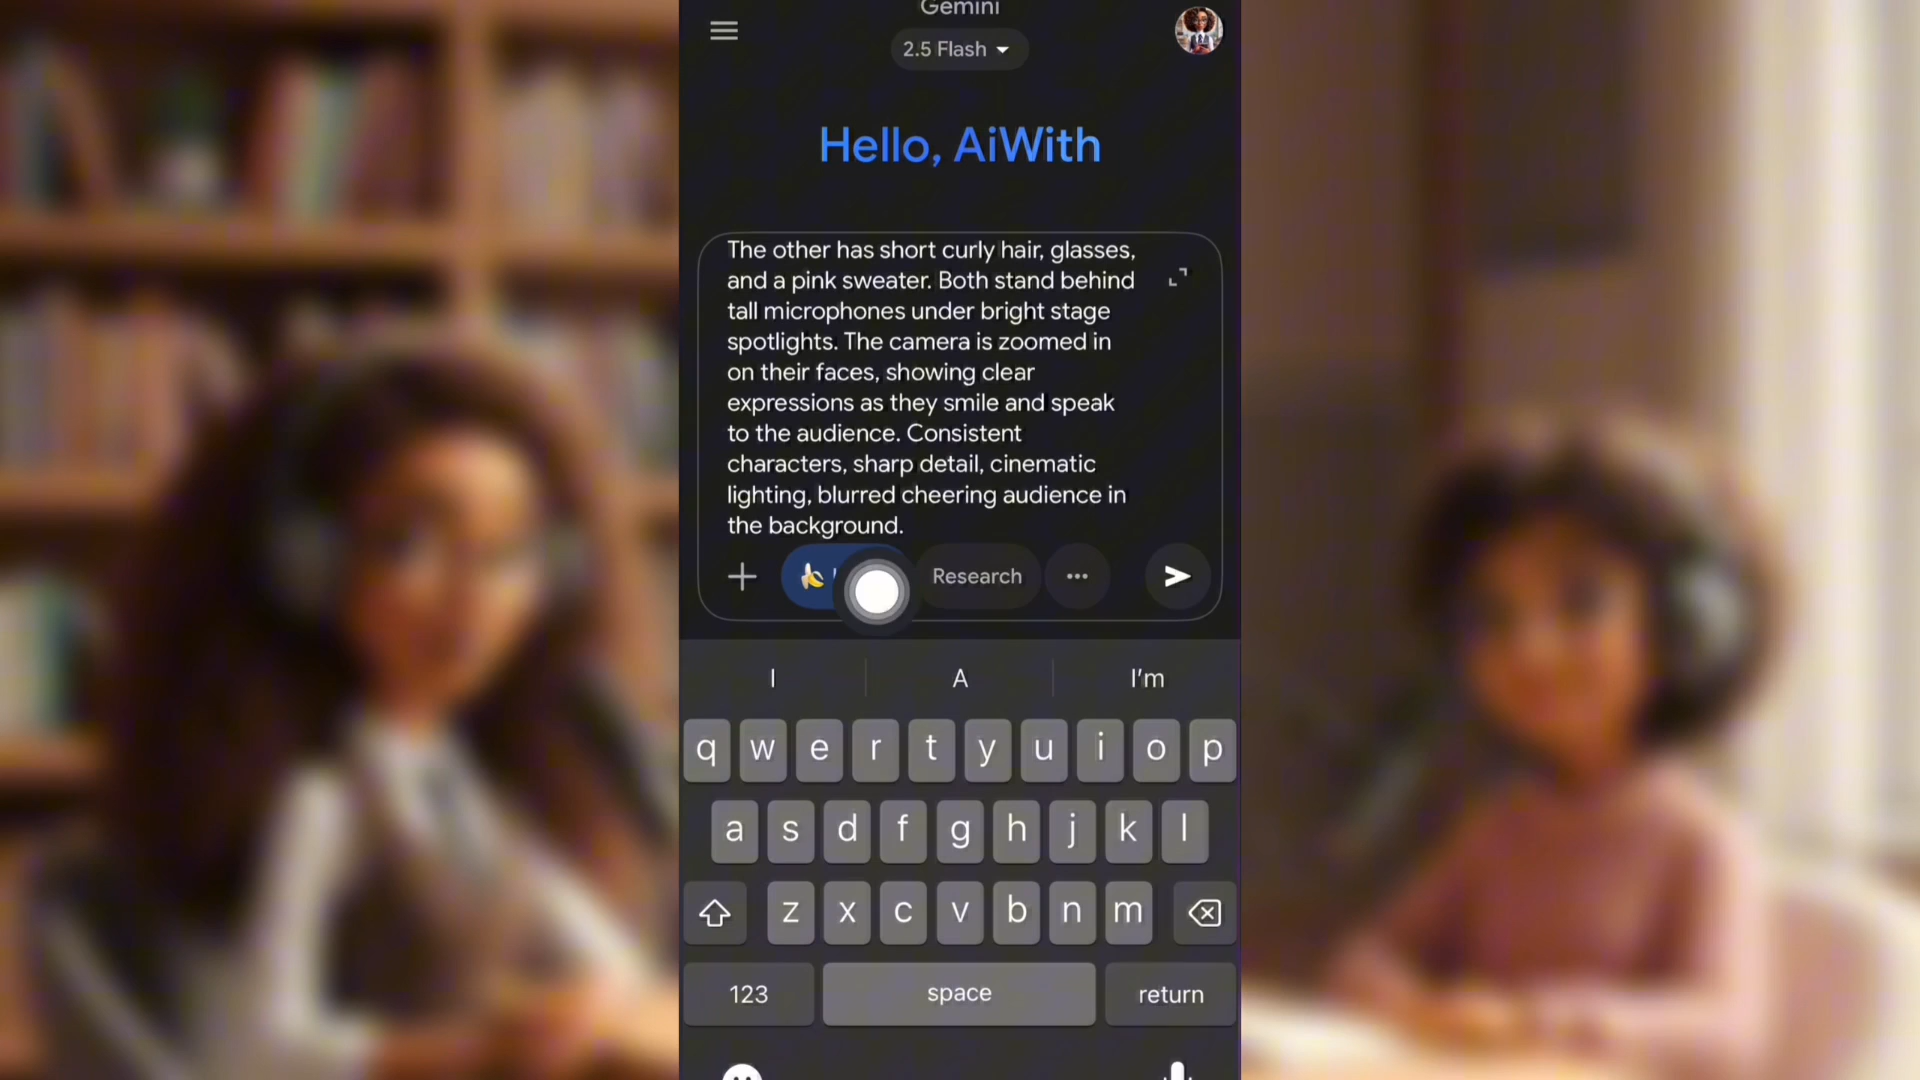 Gemini
2.5 Flash
Hello, AiWith
The other has short curly hair, glasses,
and a pink sweater. Both stand behind
tall microphones under bright stage
spotlights. The camera is zoomed in
on their faces, showing clear
expressions as they smile and speak
to the audience. Consistent
characters, sharp detail, cinematic
lighting, blurred cheering audience in
the background.
Research
I A I'm
q w e r t y u i o p
a s d f g h j k l
z x c v b n m
123 space return